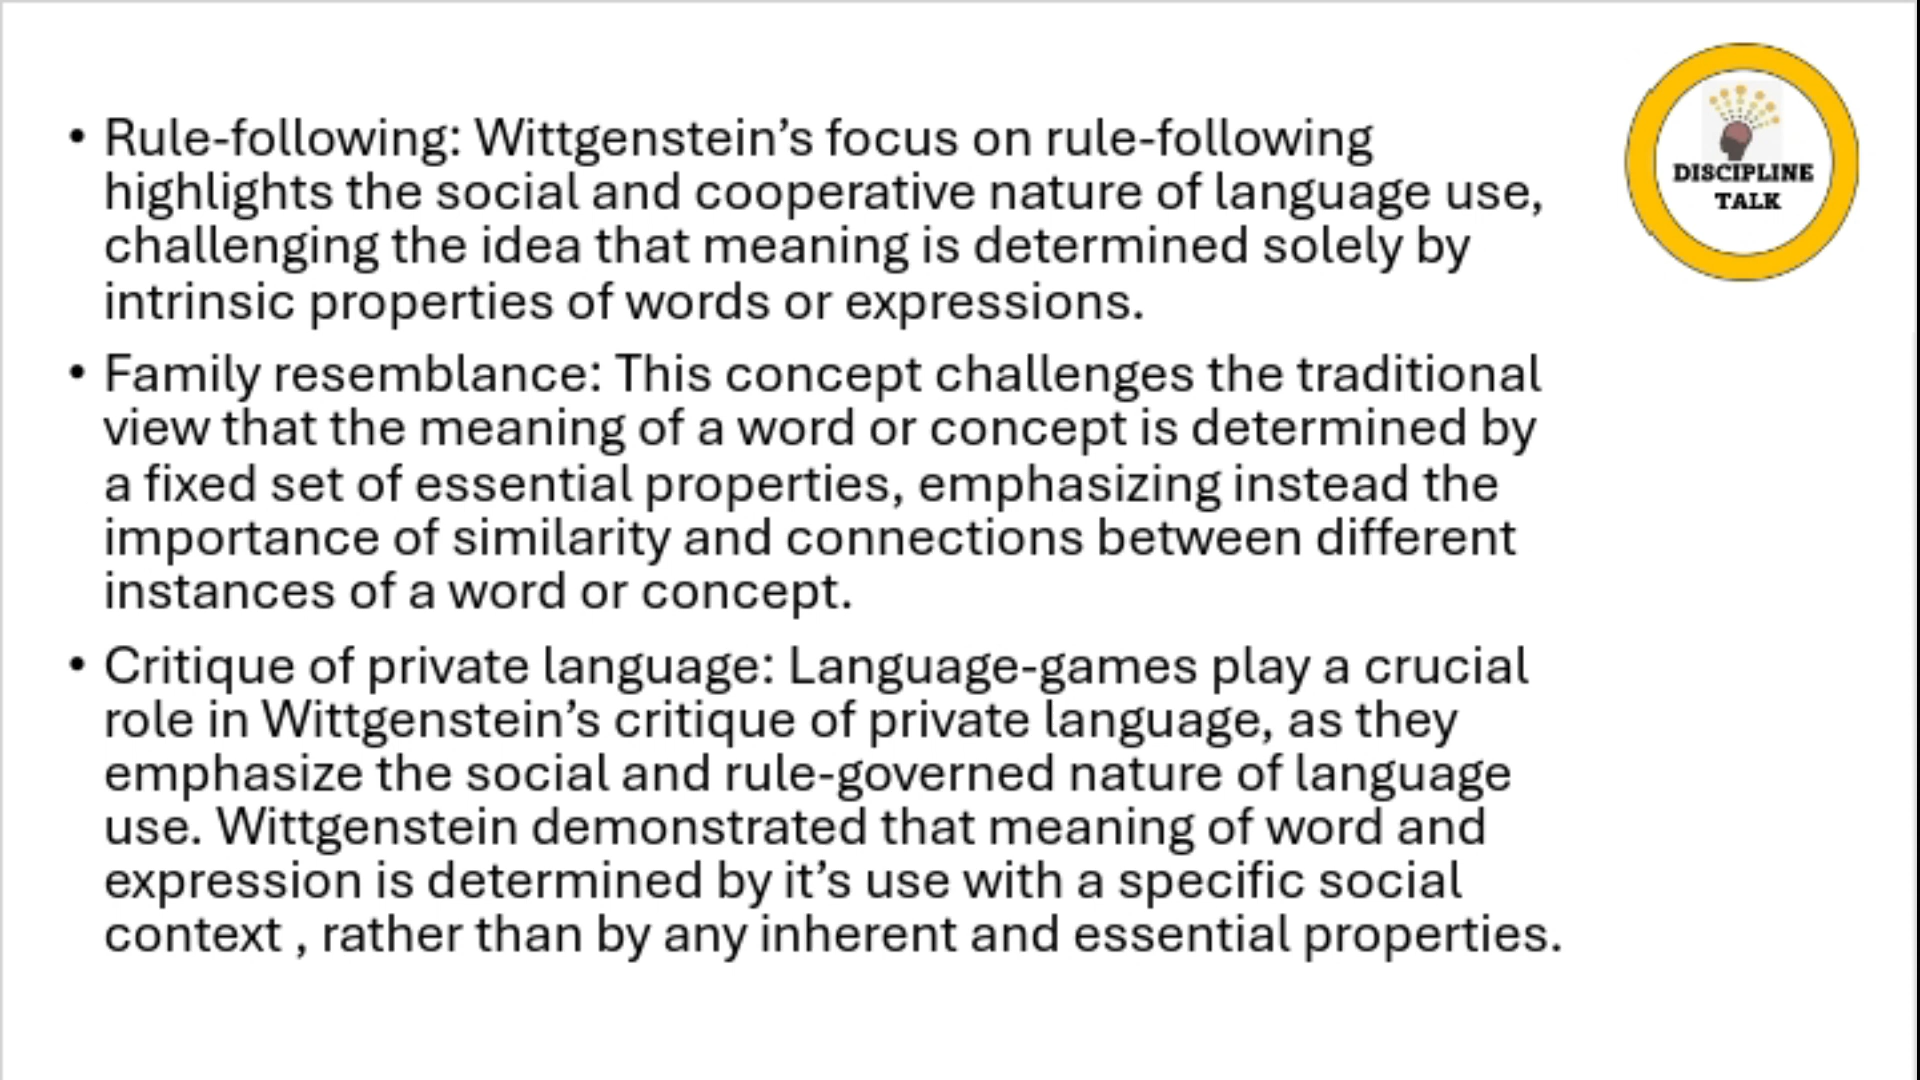 • Rule-following: Wittgenstein’s focus on rule-following
highlights the social and cooperative nature of language use,
challenging the idea that meaning is determined solely by
intrinsic properties of words or expressions.
• Family resemblance: This concept challenges the traditional
view that the meaning of a word or concept is determined by
a fixed set of essential properties, emphasizing instead the
importance of similarity and connections between different
instances of a word or concept.
• Critique of private language: Language-games play a crucial
role in Wittgenstein’s critique of private language, as they
emphasize the social and rule-governed nature of language
use. Wittgenstein demonstrated that meaning of word and
expression is determined by it’s use with a specific social
context , rather than by any inherent and essential properties.
DISCIPLINE
TALK